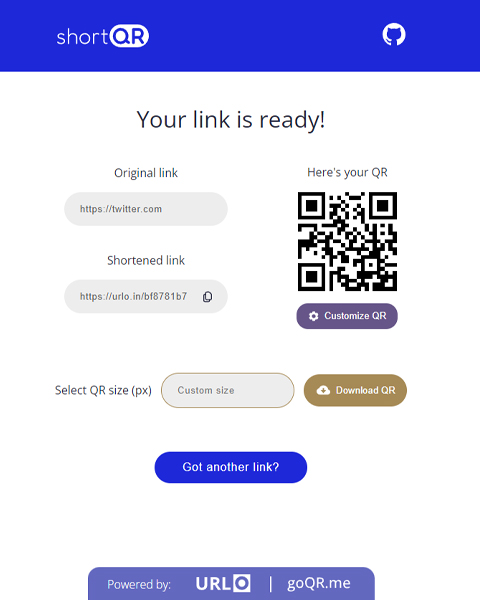 shortQR
Your link is ready!
Original link
https://twitter.com
Shortened link
https://urlo.in/bf8781b7
Here's your QR
Customize QR
Select QR size (px)
Custom size
Download QR
Got another link?
Powered by: URLO | goQR.me